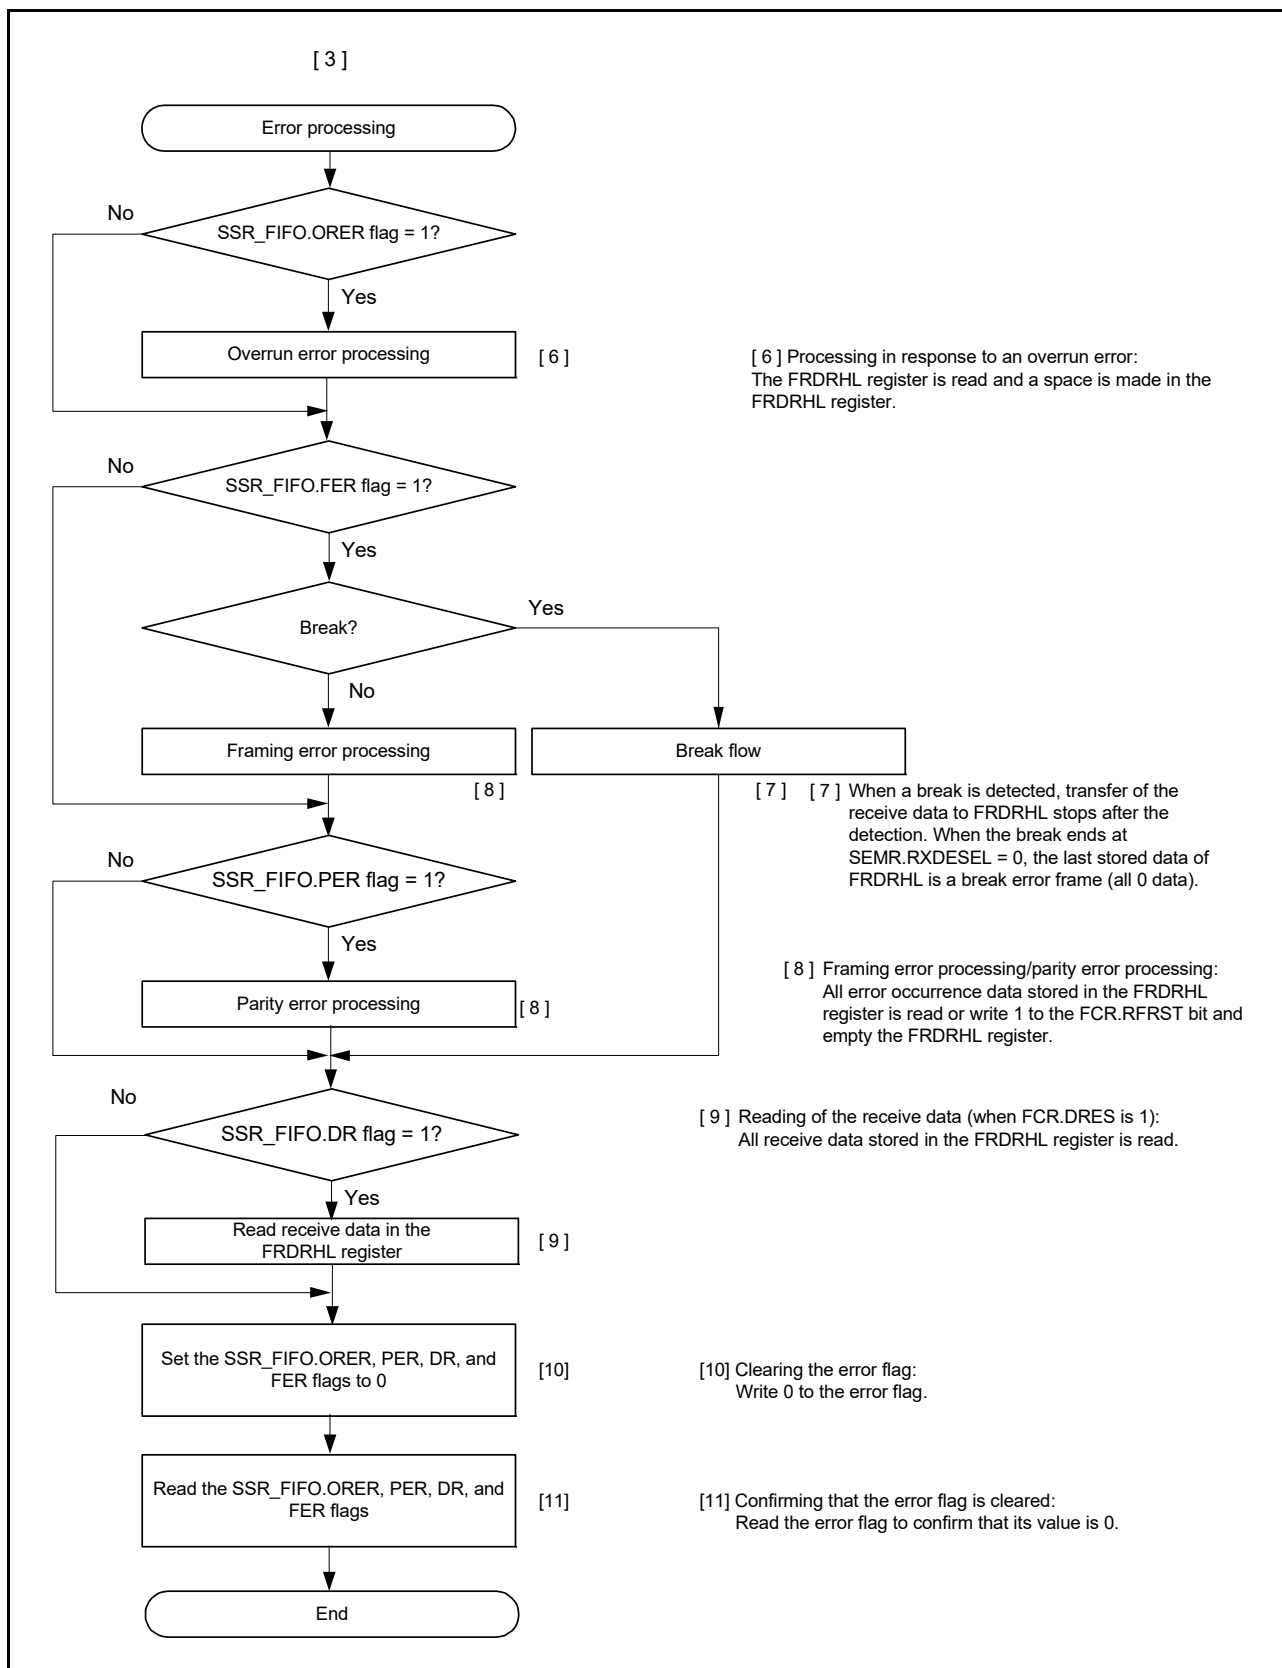 [ 3 ]
Error processing
No
SSR_FIFO.ORER flag = 1?
Yes
Overrun error processing
[ 6 ]
[ 6 ] Processing in response to an overrun error:
The FRDRHL register is read and a space is made in the
FRDRHL register.
No
SSR_FIFO.FER flag = 1?
Yes
Break?
Yes
No
Framing error processing
[ 8 ]
Break flow
[ 7 ]
[ 7 ] When a break is detected, transfer of the
receive data to FRDRHL stops after the
detection. When the break ends at
SEMR.RXDESEL = 0, the last stored data of
FRDRHL is a break error frame (all 0 data).
No
SSR_FIFO.PER flag = 1?
Yes
Parity error processing
[ 8 ]
[ 8 ] Framing error processing/parity error processing:
All error occurrence data stored in the FRDRHL
register is read or write 1 to the FCR.RFRST bit and
empty the FRDRHL register.
No
SSR_FIFO.DR flag = 1?
Yes
[ 9 ] Reading of the receive data (when FCR.DRES is 1):
All receive data stored in the FRDRHL register is read.
Read receive data in the
FRDRHL register
[ 9 ]
Set the SSR_FIFO.ORER, PER, DR, and
FER flags to 0
[10]
[10] Clearing the error flag:
Write 0 to the error flag.
Read the SSR_FIFO.ORER, PER, DR, and
FER flags
[11]
[11] Confirming that the error flag is cleared:
Read the error flag to confirm that its value is 0.
End